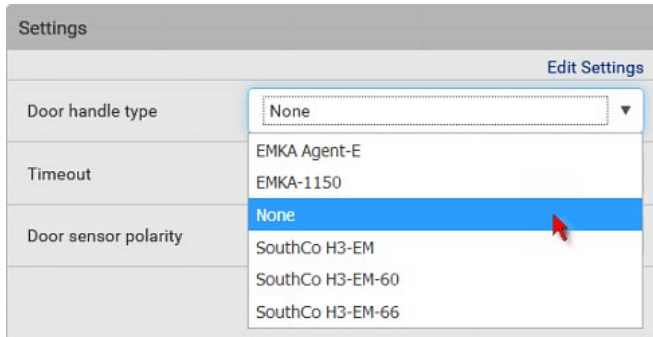 Settings
Edit Settings
Door handle type
None
EMKA Agent-E
Timeout
EMKA-1150
None
Door sensor polarity
SouthCo H3-EM
SouthCo H3-EM-60
SouthCo H3-EM-66